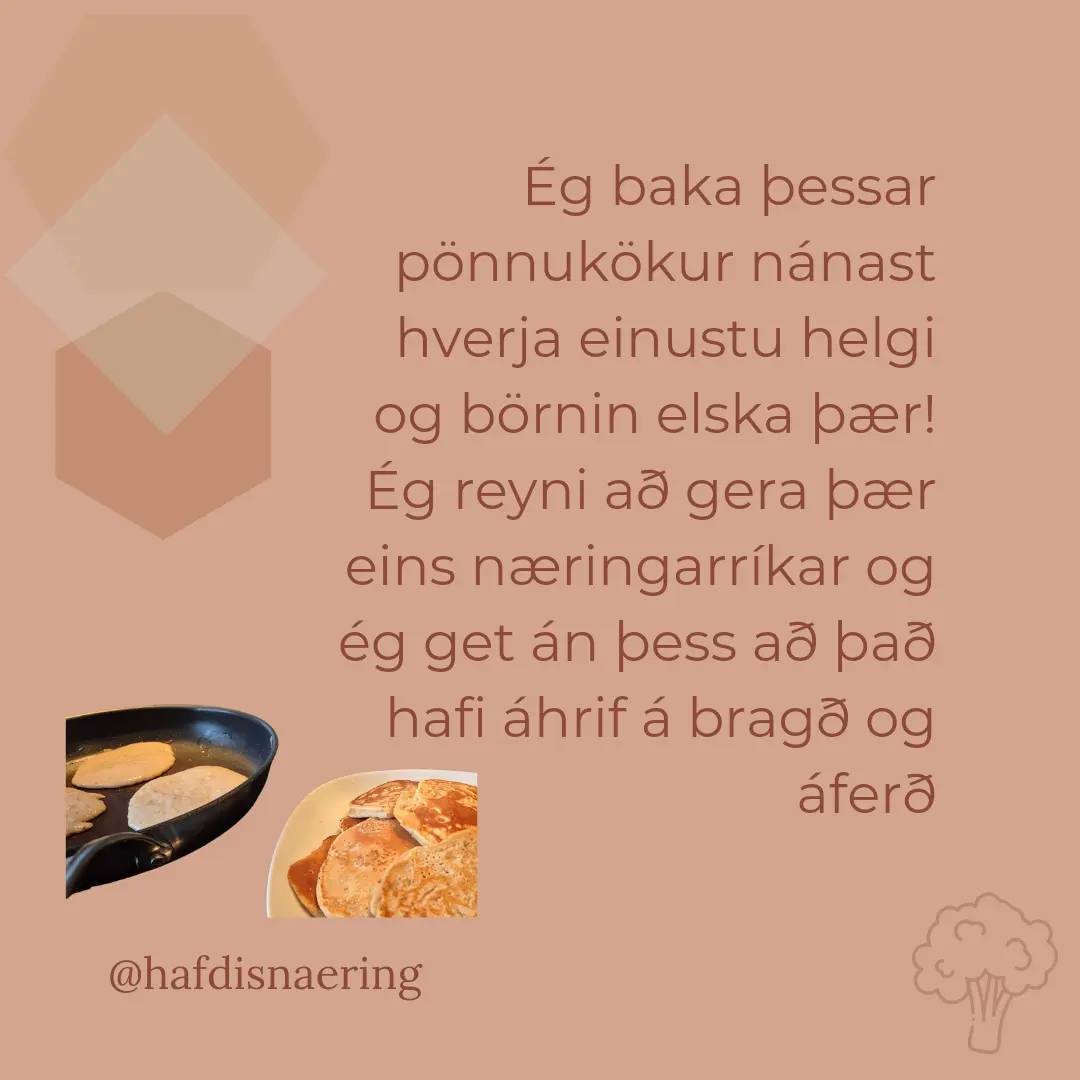 Ég baka þessar
pönnukökur nánast
hverja einustu helgi
og börnin elska þær!
Ég reyni að gera þær
eins næringarríkar og
ég get án þess að það
hafi áhrif á bragð og
áferð
@hafdisnaering